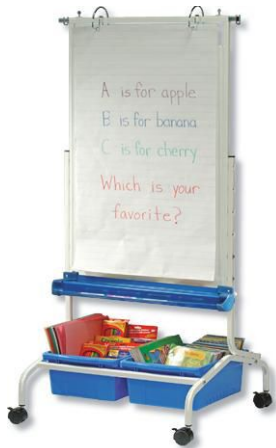 A is for apple
B is for banana
C is for cherry
Which is your
favorite?